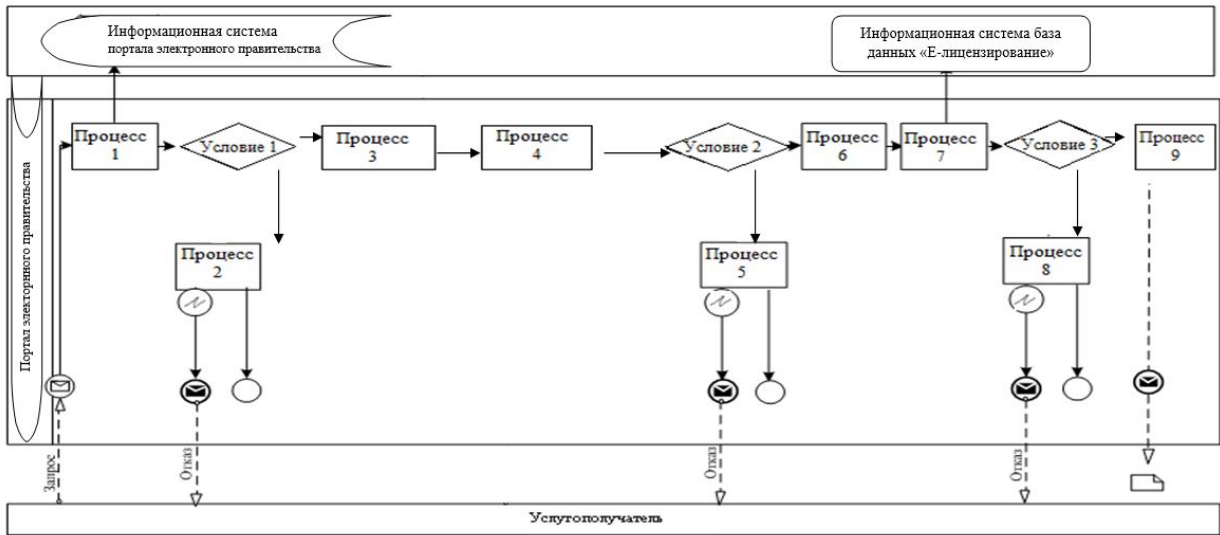 Информационная система
портала электронного правительства
Информационная система база
данных «Е-лицензирование»
Портал электоринного правительства
Процесс
1
Условие 1
Процесс
3
Процесс
4
Условие 2
Процесс
6
Процесс
7
Условие 3
Процесс
9
Процесс
2
Процесс
5
Процесс
8
Запрос
Отказ
Отказ
Отказ
Услугополучатель